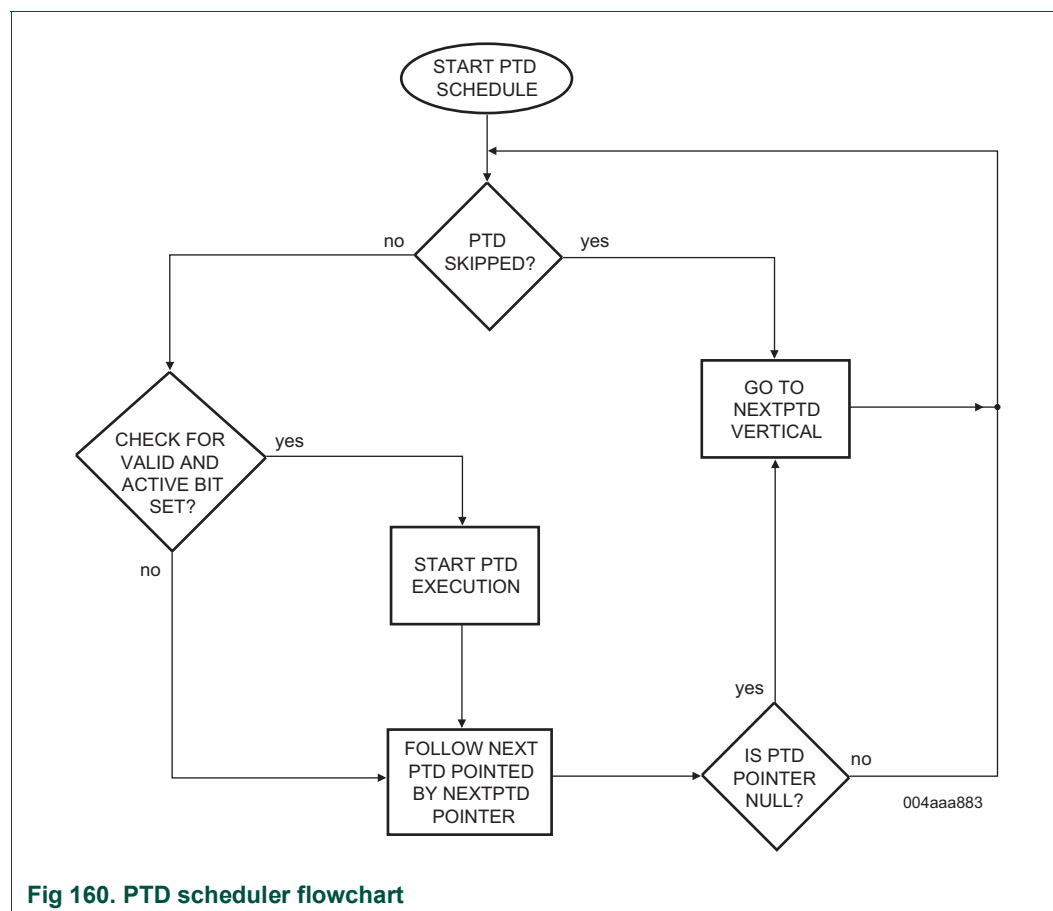 START PTD
SCHEDULE
PTD
SKIPPED?
no
yes
GO TO
NEXTPTD
VERTICAL
CHECK FOR
VALID AND
ACTIVE BIT
SET?
yes
no
START PTD
EXECUTION
FOLLOW NEXT
PTD POINTED
BY NEXTPTD
POINTER
IS PTD
POINTER
NULL?
yes
no
004aaa883
Fig 160. PTD scheduler flowchart